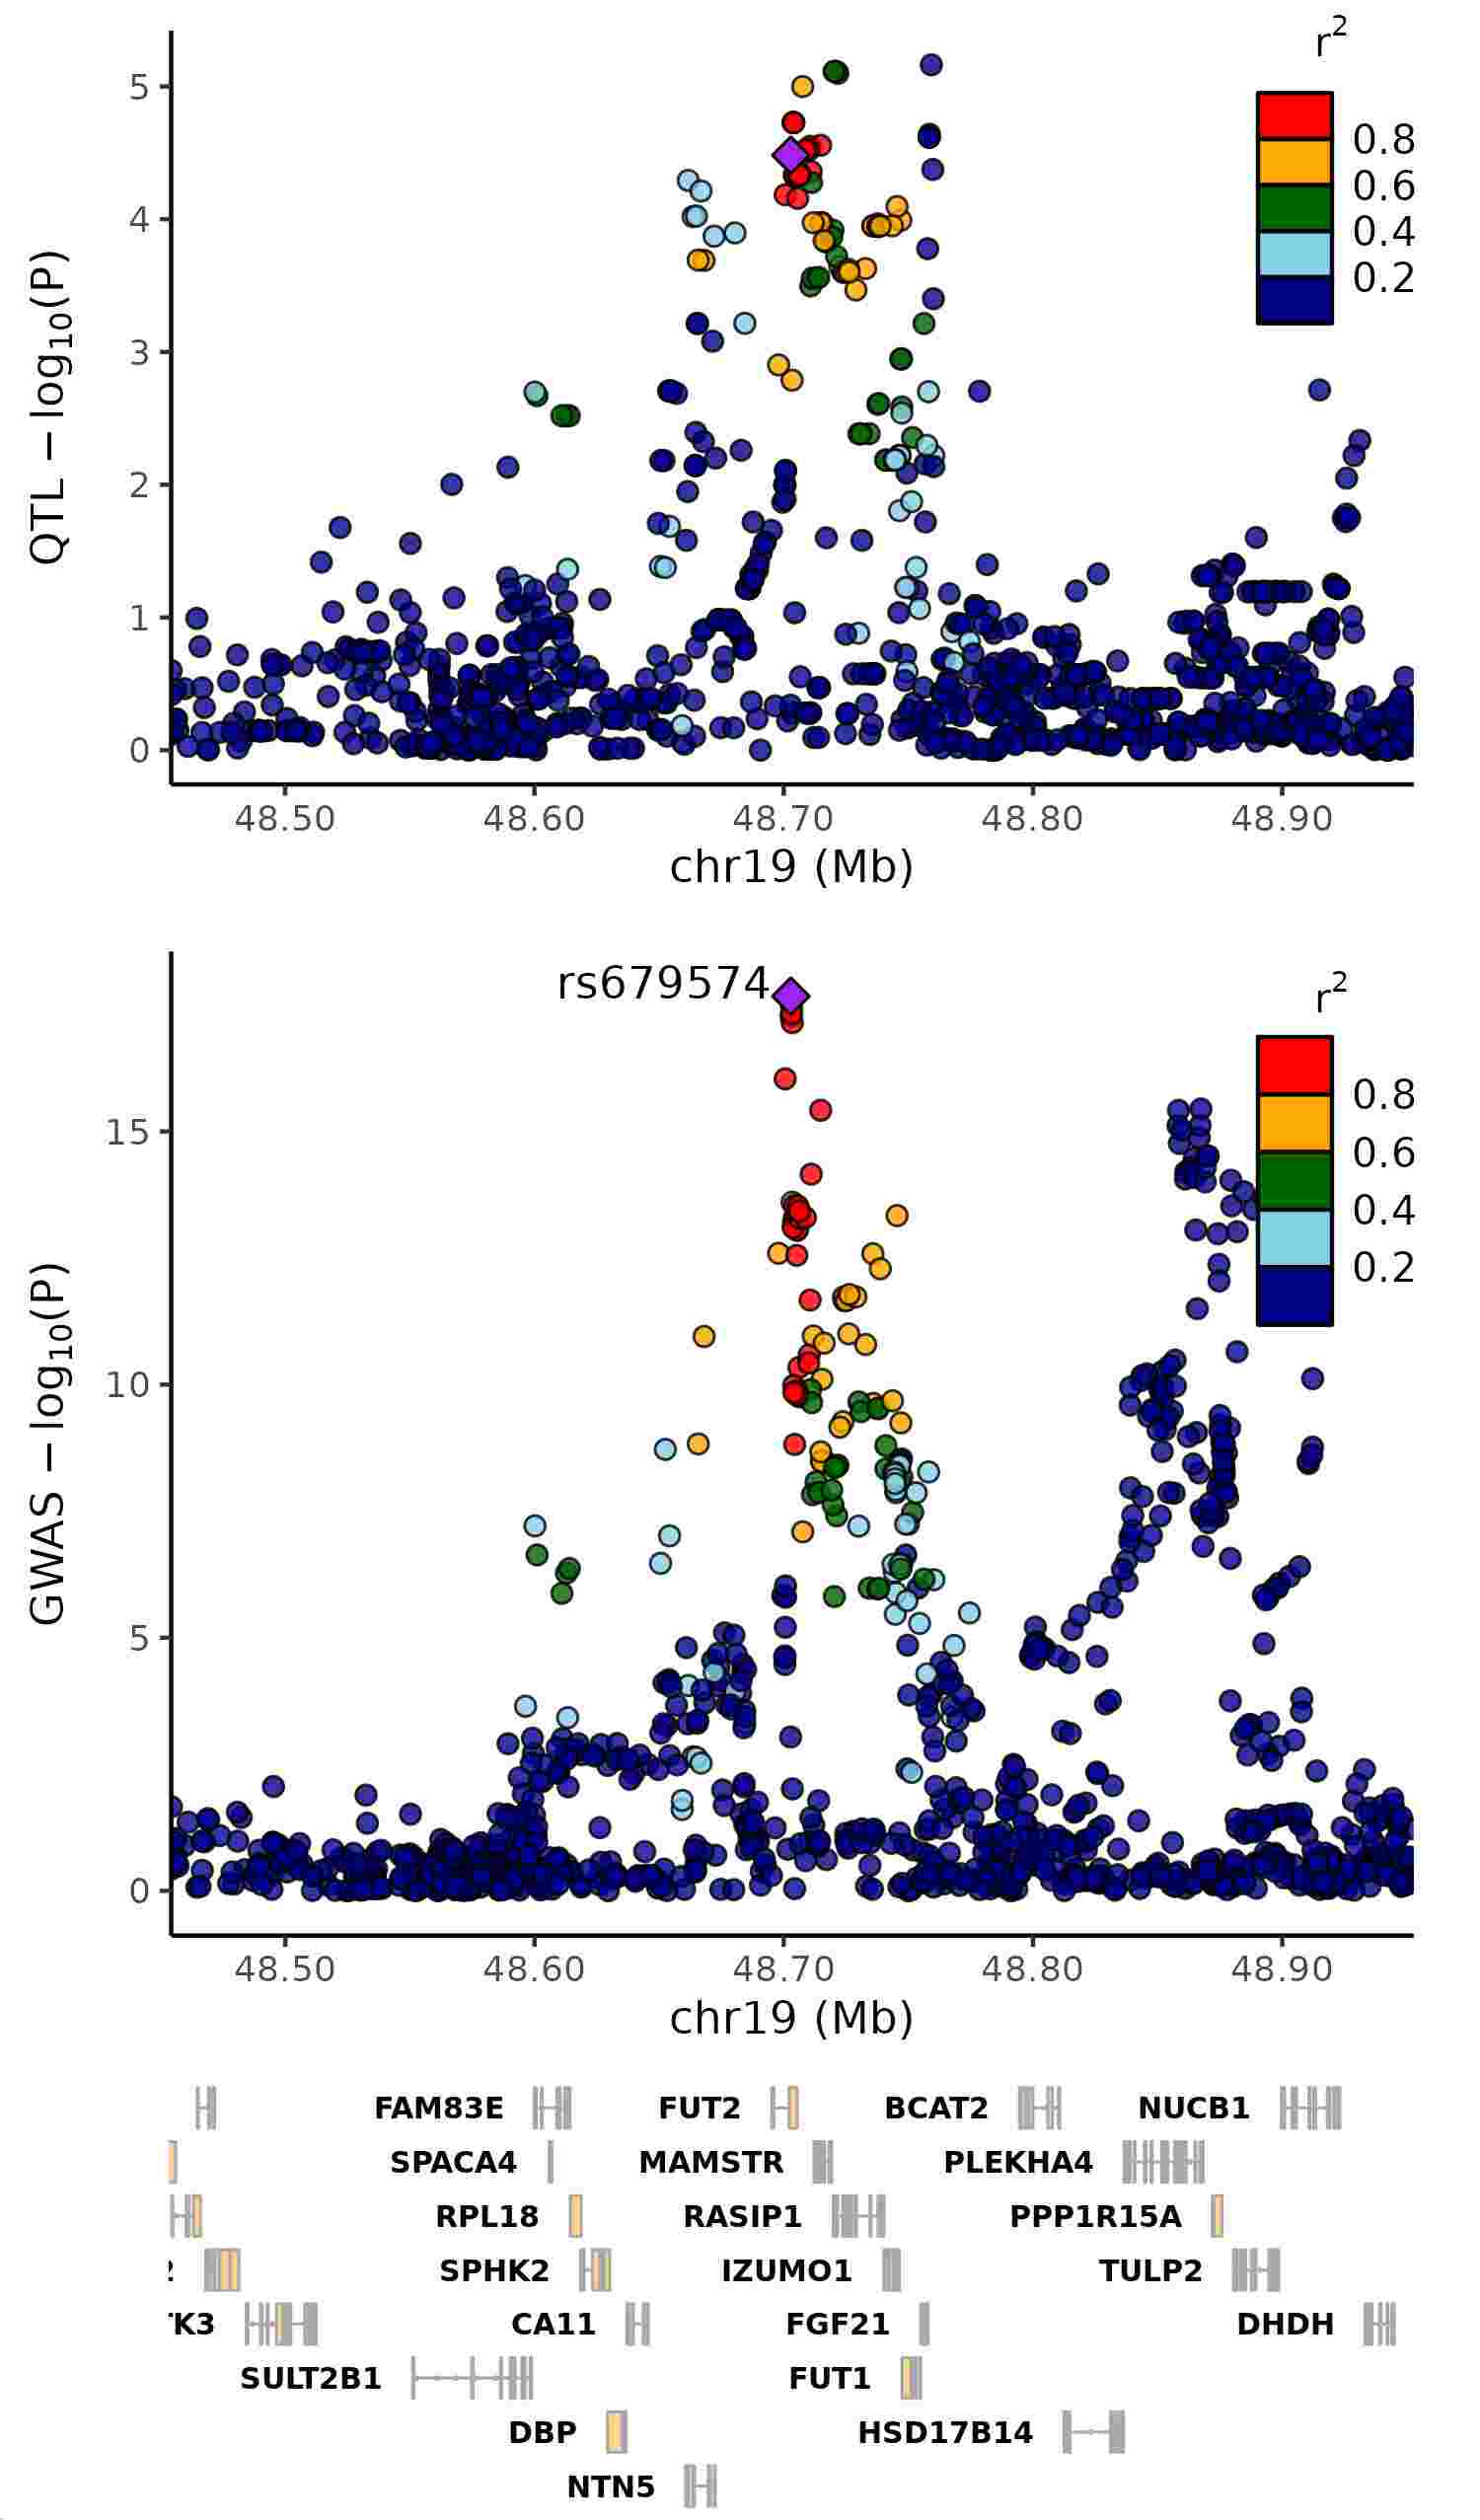 r2
5
4
3
2
1
0
0.8
0.6
0.4
0.2
QTL − log10(P)
48.50 48.60 48.70 48.80 48.90
chr19 (Mb)
rs679574
r2
15
10
5
0
0.8
0.6
0.4
0.2
GWAS − log10(P)
48.50 48.60 48.70 48.80 48.90
chr19 (Mb)
FAM83E FUT2 BCAT2 NUCB1
SPACA4 MAMSTR PLEKHA4
RPL18 RASIP1 PPP1R15A
SPHK2 IZUMO1 TULP2
K3 CA11 FGF21 DHDH
SULT2B1 FUT1
DBP HSD17B14
NTN5